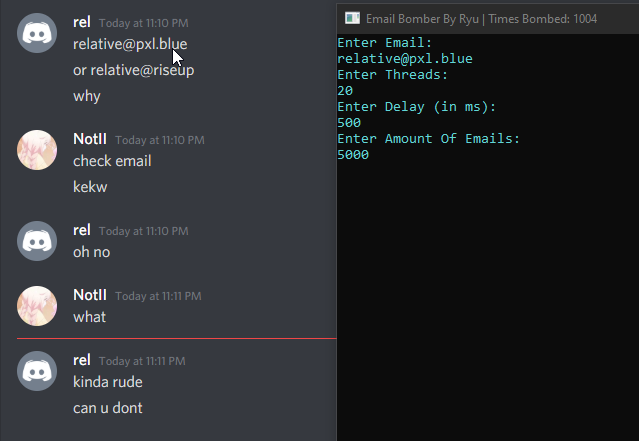 rel Today at 11:10 PM
relative@pxl.blue
or relative@riseup
why
NotII Today at 11:10 PM
check email
kekw
rel Today at 11:10 PM
oh no
NotII Today at 11:11 PM
what
rel Today at 11:11 PM
kinda rude
can u dont
Email Bomber By Ryu | Times Bombed: 1004
Enter Email:
relative@pxl.blue
Enter Threads:
20
Enter Delay (in ms):
500
Enter Amount Of Emails:
5000